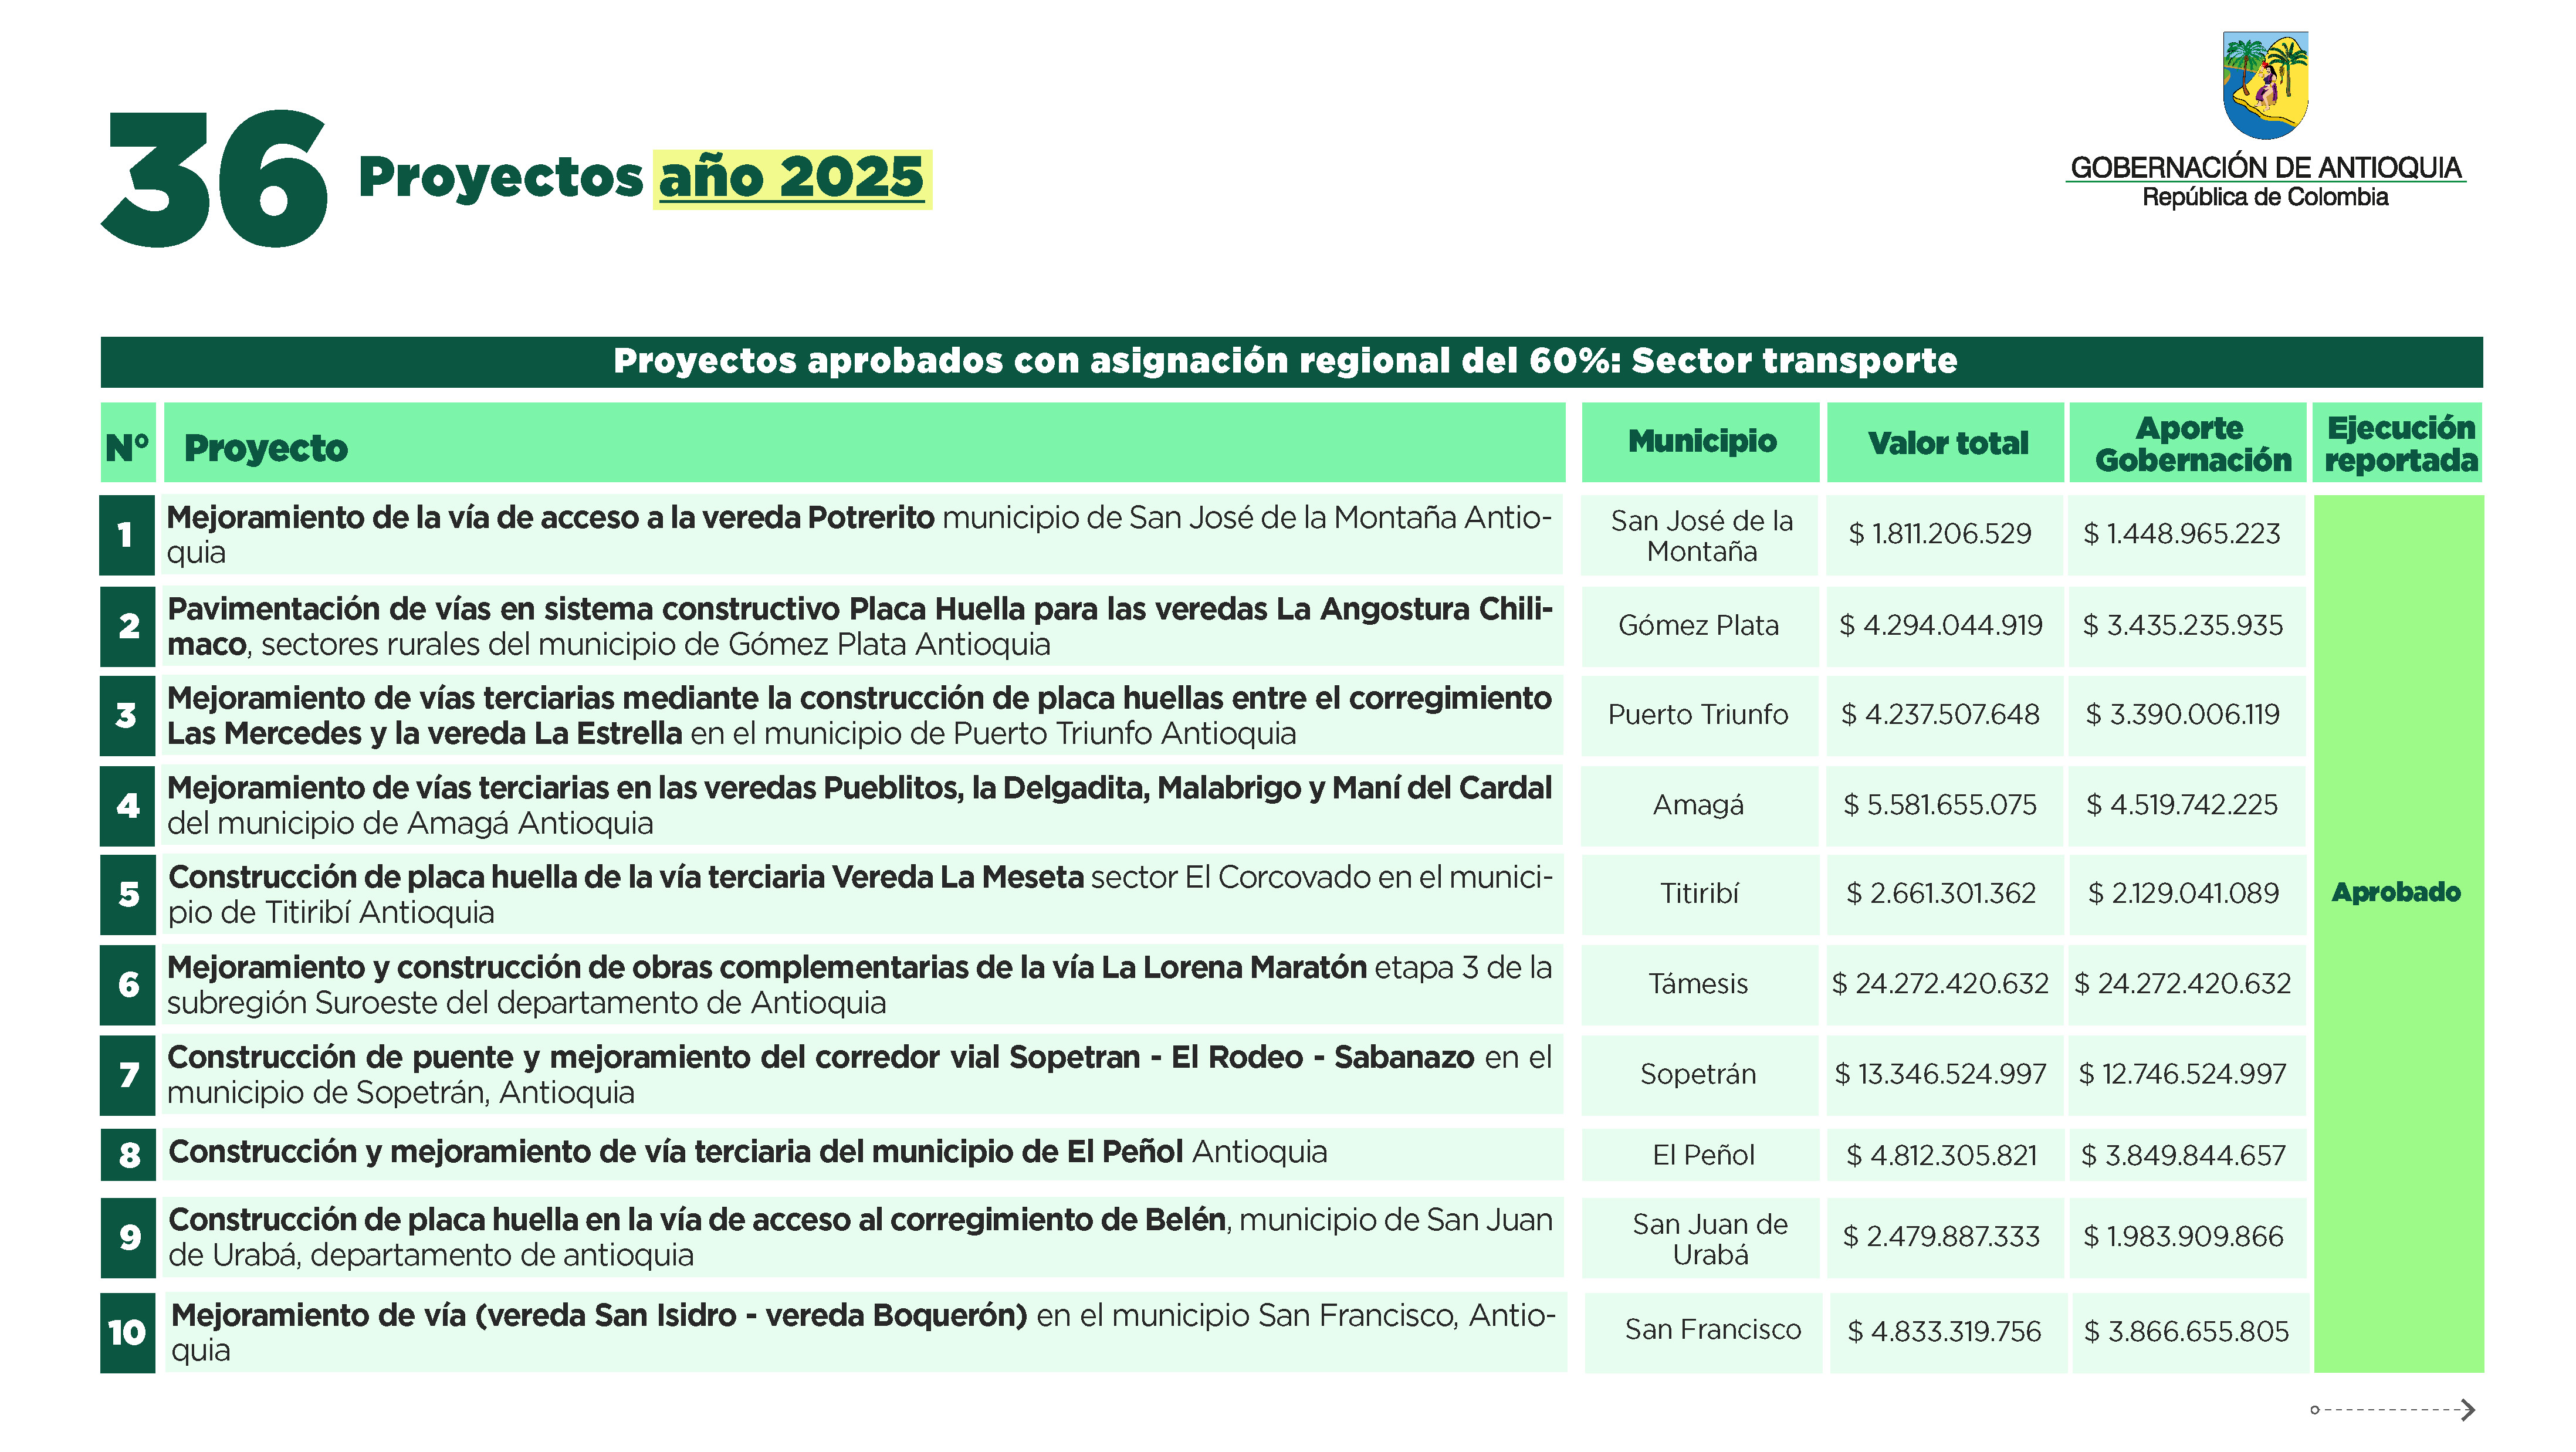 36 Proyectos año 2025
GOBERNACIÓN DE ANTIOQUIA
República de Colombia
Proyectos aprobados con asignación regional del 60%: Sector transporte
N° Proyecto Municipio Valor total Aporte Gobernación Ejecución reportada
1 Mejoramiento de la vía de acceso a la vereda Potrerito municipio de San José de la Montaña Antio-
quia
San José de la
Montaña
$ 1.811.206.529 $ 1.448.965.223
2 Pavimentación de vías en sistema constructivo Placa Huella para las veredas La Angostura Chili-
maco, sectores rurales del municipio de Gómez Plata Antioquia
Gómez Plata $ 4.294.044.919 $ 3.435.235.935
3 Mejoramiento de vías terciarias mediante la construcción de placa huellas entre el corregimiento
Las Mercedes y la vereda La Estrella en el municipio de Puerto Triunfo Antioquia
Puerto Triunfo $ 4.237.507.648 $ 3.390.006.119
4 Mejoramiento de vías terciarias en las veredas Pueblitos, la Delgadita, Malabrigo y Maní del Cardal
del municipio de Amagá Antioquia
Amagá $ 5.581.655.075 $ 4.519.742.225
5 Construcción de placa huella de la vía terciaria Vereda La Meseta sector El Corcovado en el munici-
pio de Titiribí Antioquia
Titiribí $ 2.661.301.362 $ 2.129.041.089 Aprobado
6 Mejoramiento y construcción de obras complementarias de la vía La Lorena Maratón etapa 3 de la
subregión Suroeste del departamento de Antioquia
Támesis $ 24.272.420.632 $ 24.272.420.632
7 Construcción de puente y mejoramiento del corredor vial Sopetran - El Rodeo - Sabanazo en el
municipio de Sopetrán, Antioquia
Sopetrán $ 13.346.524.997 $ 12.746.524.997
8 Construcción y mejoramiento de vía terciaria del municipio de El Peñol Antioquia
El Peñol $ 4.812.305.821 $ 3.849.844.657
9 Construcción de placa huella en la vía de acceso al corregimiento de Belén, municipio de San Juan
de Urabá, departamento de antioquia
San Juan de
Urabá
$ 2.479.887.333 $ 1.983.909.866
10 Mejoramiento de vía (vereda San Isidro - vereda Boquerón) en el municipio San Francisco, Antio-
quia
San Francisco $ 4.833.319.756 $ 3.866.655.805